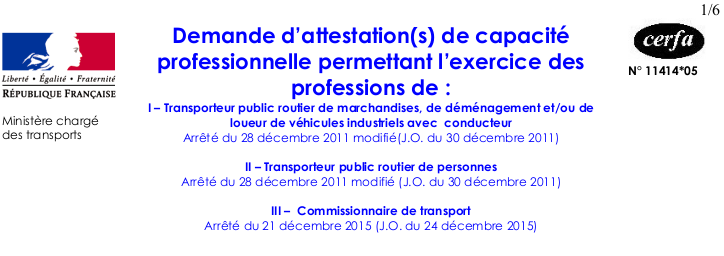 1/6
Demande d’attestation(s) de capacité
professionnelle permettant l’exercice des
professions de :
cerfa
N° 11414*05
Liberté • Égalité • Fraternité
RÉPUBLIQUE FRANÇAISE
Ministère chargé
des transports
I – Transporteur public routier de marchandises, de déménagement et/ou de
loueur de véhicules industriels avec conducteur
Arrêté du 28 décembre 2011 modifié(J.O. du 30 décembre 2011)
II – Transporteur public routier de personnes
Arrêté du 28 décembre 2011 modifié (J.O. du 30 décembre 2011)
III – Commissionnaire de transport
Arrêté du 21 décembre 2015 (J.O. du 24 décembre 2015)